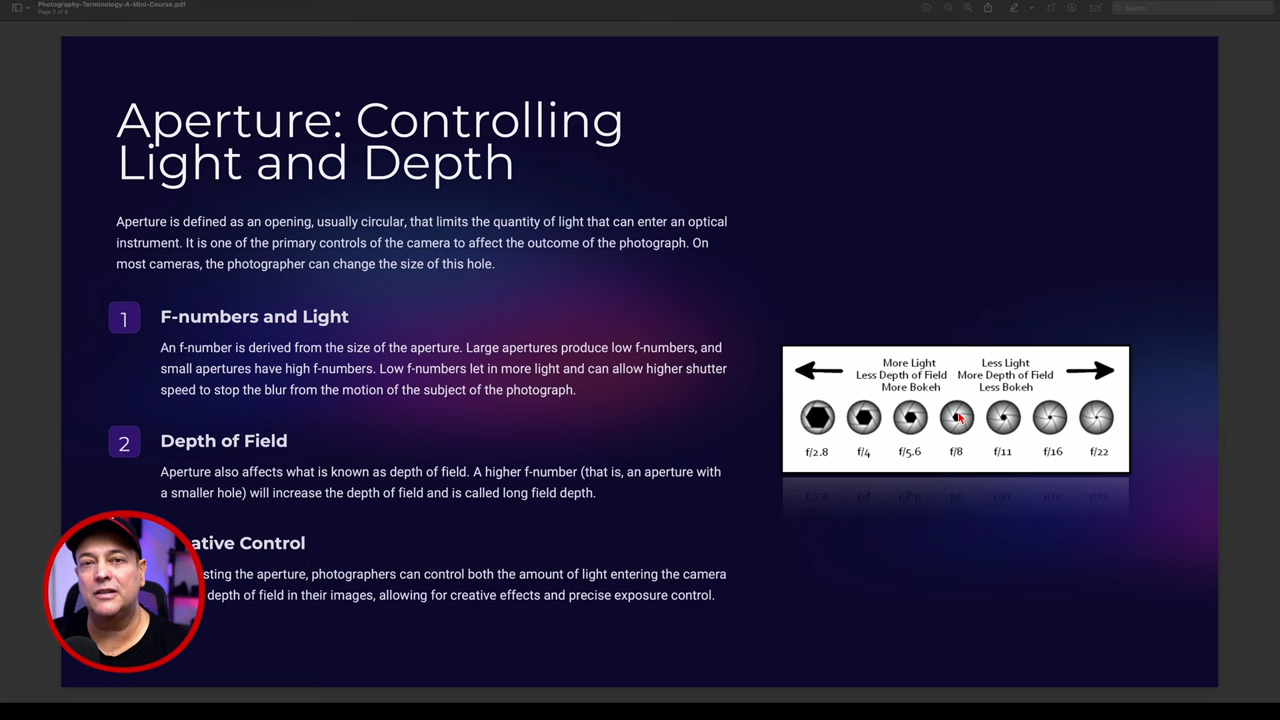 Photography-Terminology-A-Mini-Course.pdf
Page 2 of 9
Search
Aperture: Controlling
Light and Depth
Aperture is defined as an opening, usually circular, that limits the quantity of light that can enter an optical
instrument. It is one of the primary controls of the camera to affect the outcome of the photograph. On
most cameras, the photographer can change the size of this hole.
1
F-numbers and Light
An f-number is derived from the size of the aperture. Large apertures produce low f-numbers, and
small apertures have high f-numbers. Low f-numbers let in more light and can allow higher shutter
speed to stop the blur from the motion of the subject of the photograph.
2
Depth of Field
Aperture also affects what is known as depth of field. A higher f-number (that is, an aperture with
a smaller hole) will increase the depth of field and is called long field depth.
ative Control
sting the aperture, photographers can control both the amount of light entering the camera
depth of field in their images, allowing for creative effects and precise exposure control.
More Light Less Light
Less Depth of Field More Depth of Field
More Bokeh Less Bokeh
f/2.8 f/4 f/5.6 f/8 f/11 f/16 f/22